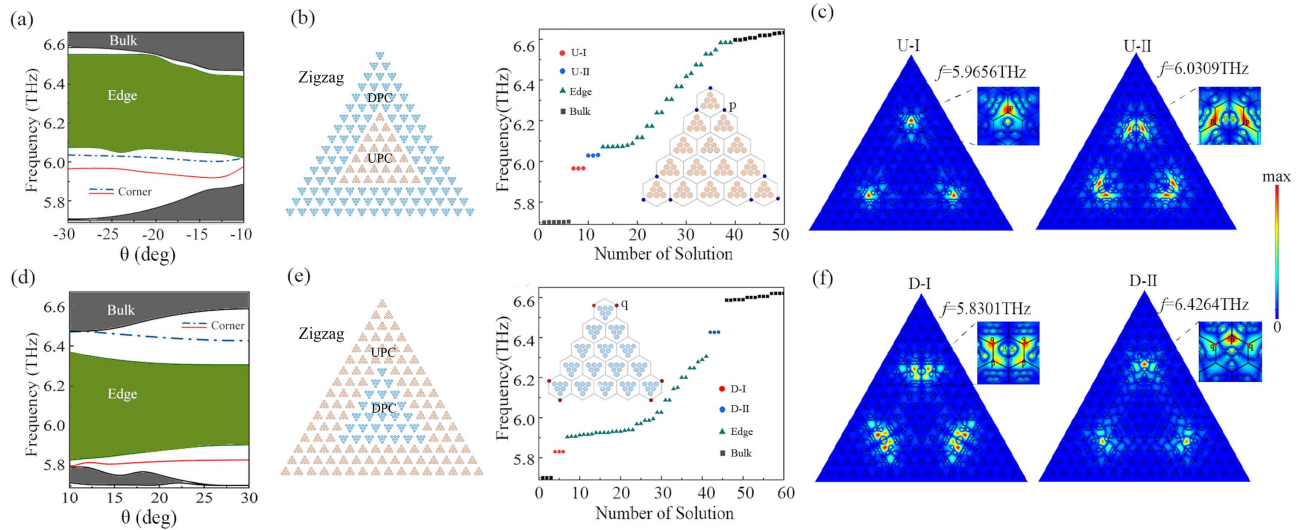 (a)
6.6
6.4
6.2
6.0
5.8
Frequency (THz)
Bulk
Edge
Corner
-30 -25 -20 -15 -10
θ (deg)
(b)
Zigzag
DPC
UPC
6.6
6.4
6.2
6.0
5.8
Frequency(THz)
U-I
U-II
Edge
Bulk
p
0 10 20 30 40 50
Number of Solution
(c)
U-I
f=5.9656THz
U-II
f=6.0309THz
max
0
(d)
6.6
6.4
6.2
6.0
5.8
Frequency (THz)
Bulk
Corner
Edge
10 15 20 25 30
θ (deg)
(e)
Zigzag
UPC
DPC
6.6
6.4
6.2
6.0
5.8
Frequency(THz)
q
D-I
D-II
Edge
Bulk
0 10 20 30 40 50 60
Number of Solution
(f)
D-I
f=5.8301THz
D-II
f=6.4264THz